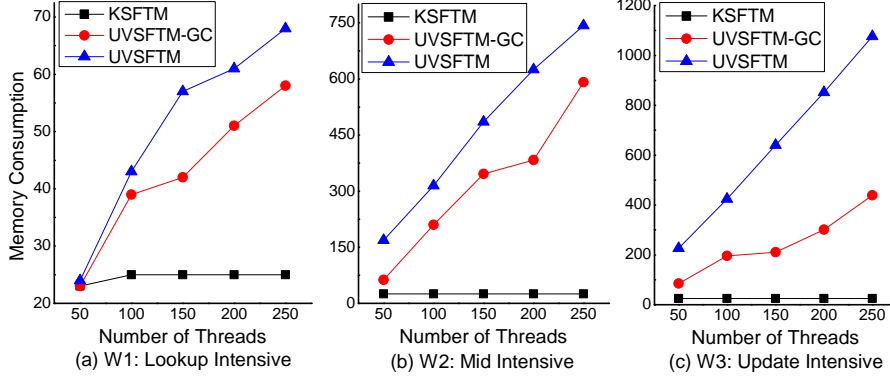 KSFTM
UVSFTM-GC
UVSFTM
Memory Consumption
70
60
50
40
30
20
50 100 150 200 250
Number of Threads
(a) W1: Lookup Intensive
KSFTM
UVSFTM-GC
UVSFTM
750
600
450
300
150
0
50 100 150 200 250
Number of Threads
(b) W2: Mid Intensive
KSFTM
UVSFTM-GC
UVSFTM
1200
1000
800
600
400
200
0
50 100 150 200 250
Number of Threads
(c) W3: Update Intensive